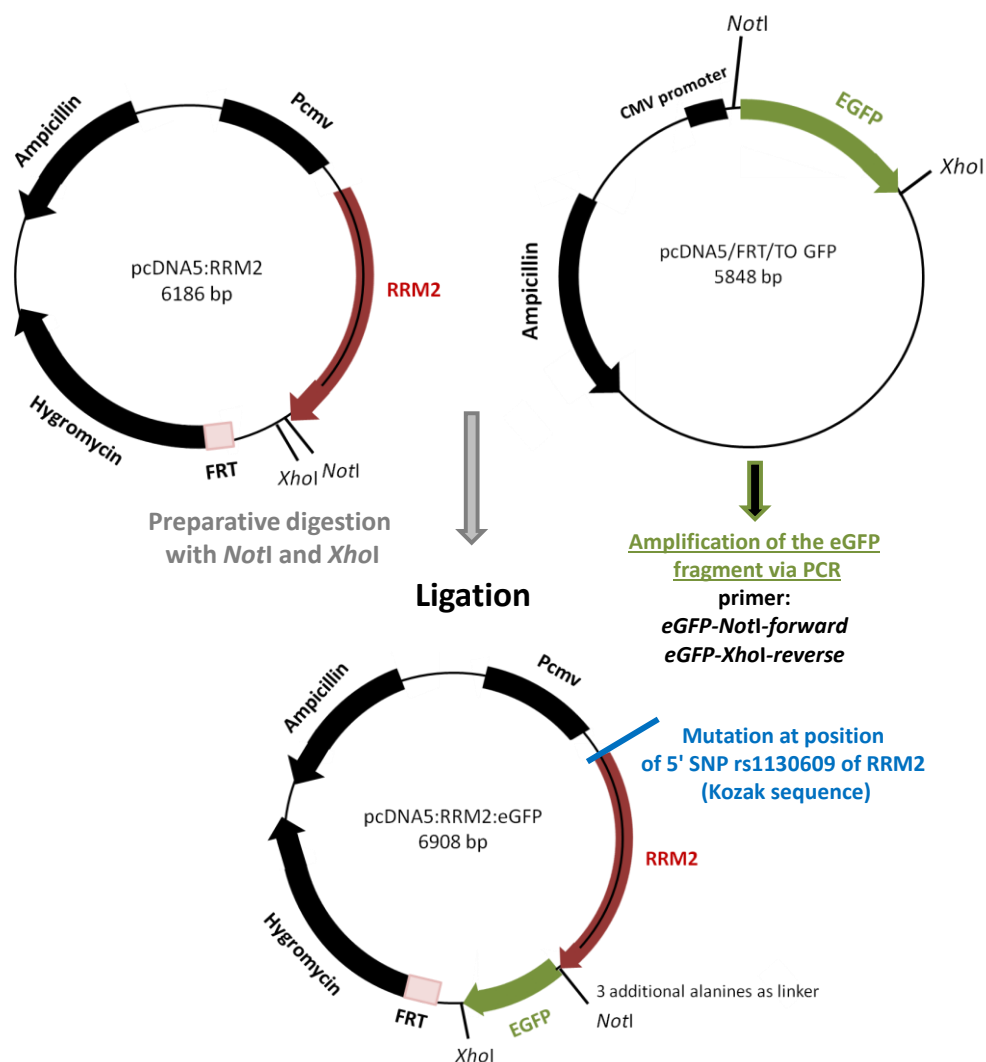 Ampicillin
Pcmv
pcDNA5:RRM2
6186 bp
RRM2
Hygromycin
FRT
XhoI
NotI
NotI
CMV promoter
EGFP
XhoI
pcDNA5/FRT/TO GFP
5848 bp
Ampicillin
Preparative digestion
with NotI and XhoI
Amplification of the eGFP
fragment via PCR
primer:
eGFP-NotI-forward
eGFP-XhoI-reverse
Ligation
Ampicillin
Pcmv
Mutation at position
of 5' SNP rs1130609 of RRM2
(Kozak sequence)
pcDNA5:RRM2:eGFP
6908 bp
RRM2
Hygromycin
FRT
EGFP
3 additional alanines as linker
NotI
XhoI